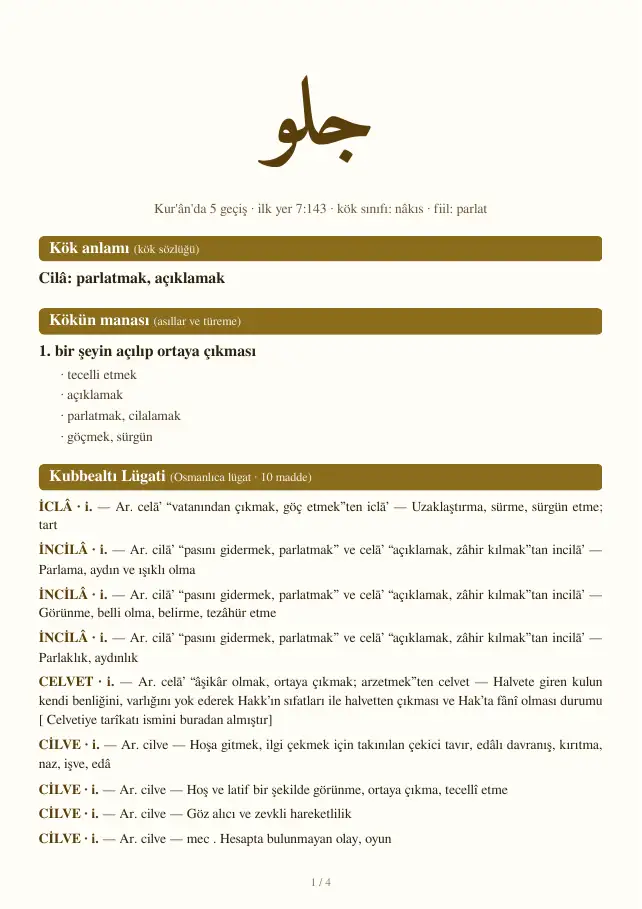 جلو
Kur'ân'da 5 geçiş · ilk yer 7:143 · kök sınıfı: nâkıs · fiil: parlat
Kök anlamı (kök sözlüğü)
Cilâ: parlatmak, açıklamak
Kökün manası (asıllar ve türeme)
1. bir şeyin açılıp ortaya çıkması
· tecelli etmek
· açıklamak
· parlatmak, cilalamak
· göçmek, sürgün
Kubbealtı Lügati (Osmanlıca lügat · 10 madde)
İCLÂ · i. — Ar. celā’ “vatanından çıkmak, göç etmek”ten iclā’ — Uzaklaştırma, sürme, sürgün etme;
tart
İNCİLÂ · i. — Ar. cilā’ “pasını gidermek, parlatmak” ve celā’ “açıklamak, zâhir kılmak”tan incilā’ —
Parlama, aydın ve ışıklı olma
İNCİLÂ · i. — Ar. cilā’ “pasını gidermek, parlatmak” ve celā’ “açıklamak, zâhir kılmak”tan incilā’ —
Görünme, belli olma, belirme, tezâhür etme
İNCİLÂ · i. — Ar. cilā’ “pasını gidermek, parlatmak” ve celā’ “açıklamak, zâhir kılmak”tan incilā’ —
Parlaklık, aydınlık
CELVET · i. — Ar. celā’ “âşikâr olmak, ortaya çıkmak; arzetmek”ten celvet — Halvete giren kulun
kendi benliğini, varlığını yok ederek Hakk’ın sıfatları ile halvetten çıkması ve Hak’ta fânî olması durumu
[ Celvetiye tarîkatı ismini buradan almıştır]
CİLVE · i. — Ar. cilve — Hoşa gitmek, ilgi çekmek için takınılan çekici tavır, edâlı davranış, kırıtma,
naz, işve, edâ
CİLVE · i. — Ar. cilve — Hoş ve latif bir şekilde görünme, ortaya çıkma, tecellî etme
CİLVE · i. — Ar. cilve — Göz alıcı ve zevkli hareketlilik
CİLVE · i. — Ar. cilve — mec . Hesapta bulunmayan olay, oyun
1 / 4